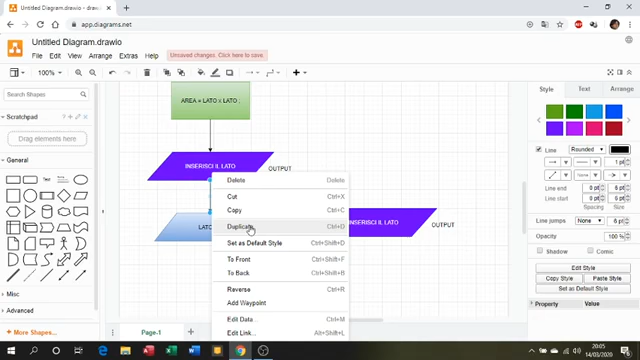 Untitled Diagram.drawio - draw.io
app.diagrams.net
Untitled Diagram.drawio
File Edit View Arrange Extras Help
Unsaved changes. Click here to save.
100%
Search Shapes
Scratchpad
Drag elements here
General
Text
Misc
Advanced
+ More Shapes...
AREA = LATO x LATO ;
INSERISCI IL LATO
OUTPUT
LATO
INSERISCI IL LATO
OUTPUT
Delete Delete
Cut Ctrl+X
Copy Ctrl+C
Duplicate Ctrl+D
Set as Default Style Ctrl+Shift+D
To Front Ctrl+Shift+F
To Back Ctrl+Shift+B
Reverse Ctrl+R
Add Waypoint
Edit Data... Ctrl+M
Edit Link... Alt+Shift+L
Page-1
Style Text Arrange
Line Rounded
1 pt
Line end 6 pt 0 pt
Line start 6 pt 0 pt
Spacing Size
Line jumps None 6 pt
Opacity 100 %
Shadow Comic
Edit Style
Copy Style Paste Style
Set as Default Style
Property Value
20:05
14/03/2020